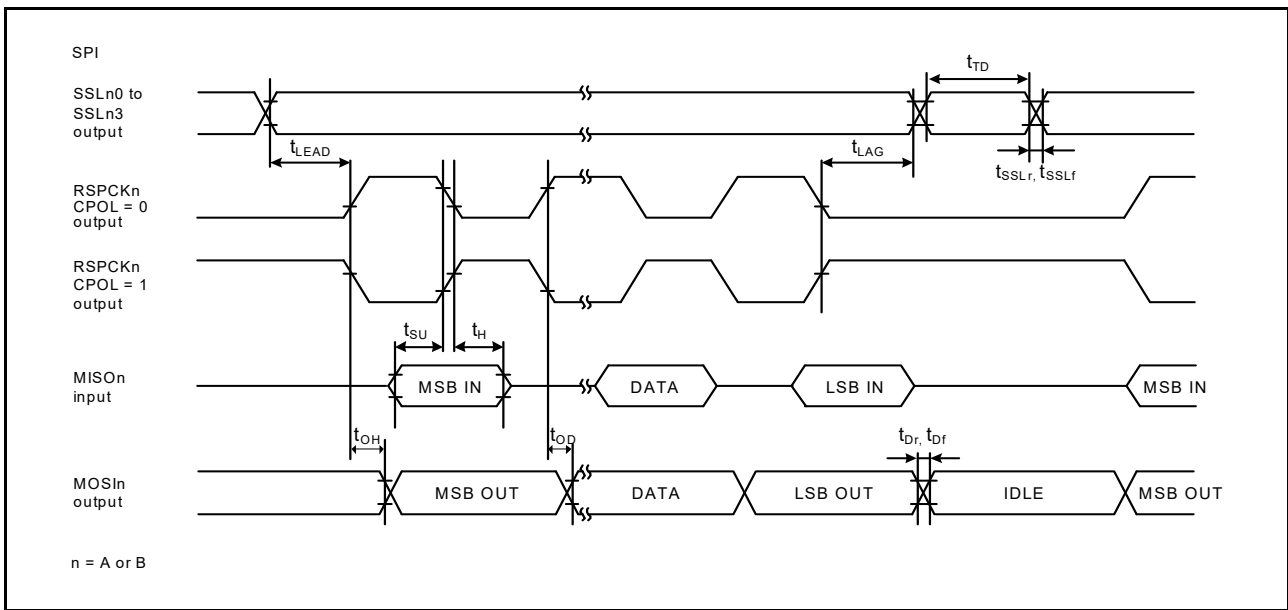 SPI
SSLn0 to
SSLn3
output
tTD
tLEAD
tLAG
tSSLr, tSSLf
RSPCKn
CPOL = 0
output
RSPCKn
CPOL = 1
output
tSU
tH
MISOn
input
MSB IN
DATA
LSB IN
MSB IN
tOH
tOD
tDr, tDf
MOSIn
output
MSB OUT
DATA
LSB OUT
IDLE
MSB OUT
n = A or B